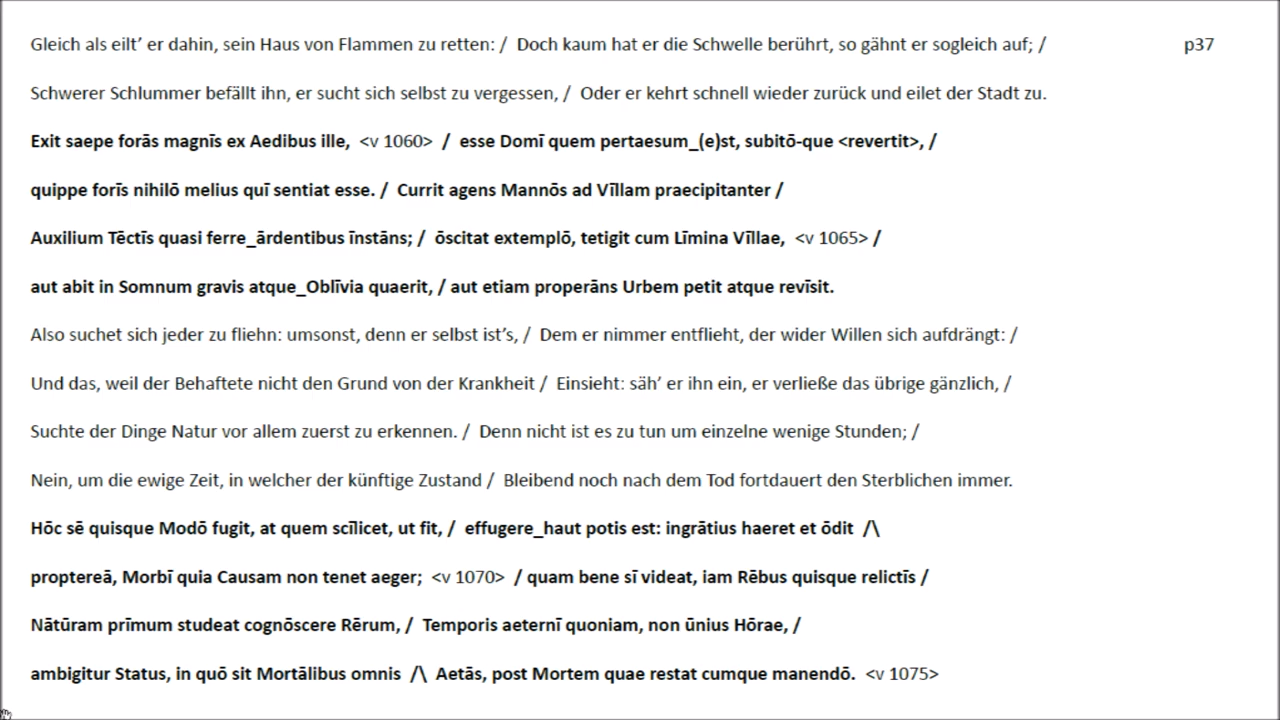 Gleich als eilt’ er dahin, sein Haus von Flammen zu retten: / Doch kaum hat er die Schwelle berührt, so gähnt er sogleich auf; / p37
Schwerer Schlummer befällt ihn, er sucht sich selbst zu vergessen, / Oder er kehrt schnell wieder zurück und eilet der Stadt zu.
Exit saepe forās magnīs ex Aedibus ille, <v 1060> / esse Domī quem pertaesum_(e)st, subitō-que <revertit>, /
quippe forīs nihilō melius quī sentiat esse. / Currit agens Mannōs ad Vīllam praecipitanter /
Auxilium Tēctīs quasi ferre_ārdentibus īnstāns; / ōscitat extemplō, tetigit cum Līmina Vīllae, <v 1065> /
aut abit in Somnum gravis atque_Oblīvia quaerit, / aut etiam properāns Urbem petit atque revīsit.
Also suchet sich jeder zu fliehn: umsonst, denn er selbst ist’s, / Dem er nimmer entflieht, der wider Willen sich aufdrängt: /
Und das, weil der Behaftete nicht den Grund von der Krankheit / Einsieht: säh’ er ihn ein, er verließe das übrige gänzlich, /
Suchte der Dinge Natur vor allem zuerst zu erkennen. / Denn nicht ist es zu tun um einzelne wenige Stunden; /
Nein, um die ewige Zeit, in welcher der künftige Zustand / Bleibend noch nach dem Tod fortdauert den Sterblichen immer.
Hōc sē quisque Modō fugit, at quem scīlicet, ut fit, / effugere_haut potis est: ingrātius haeret et ōdit /\
proptereā, Morbī quia Causam non tenet aeger; <v 1070> / quam bene sī videat, iam Rēbus quisque relictīs /
Nātūram prīmum studeat cognōscere Rērum, / Temporis aeternī quoniam, non ūnius Hōrae, /
ambigitur Status, in quō sit Mortālibus omnis /\ Aetās, post Mortem quae restat cumque manendō. <v 1075>